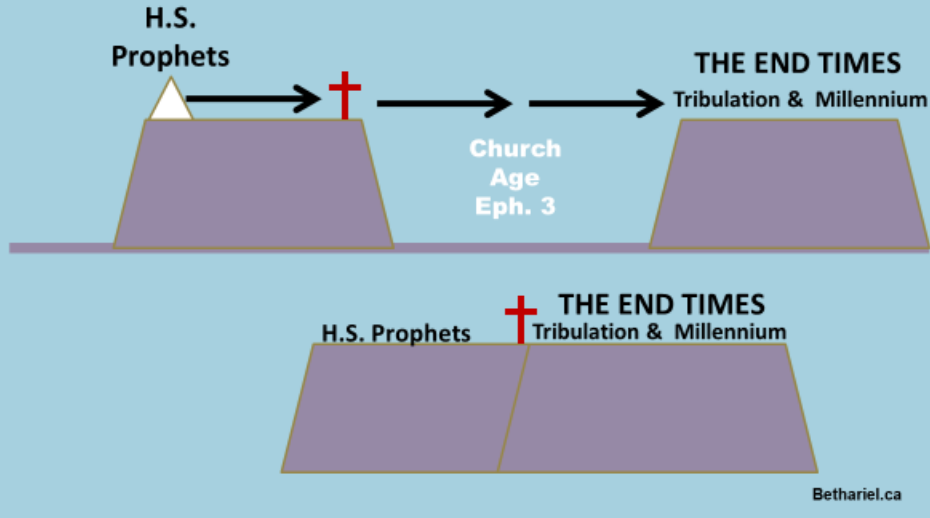 H.S.
Prophets
THE END TIMES
Tribulation & Millennium
Church
Age
Eph. 3
THE END TIMES
H.S. Prophets
Tribulation & Millennium
Bethariel.ca